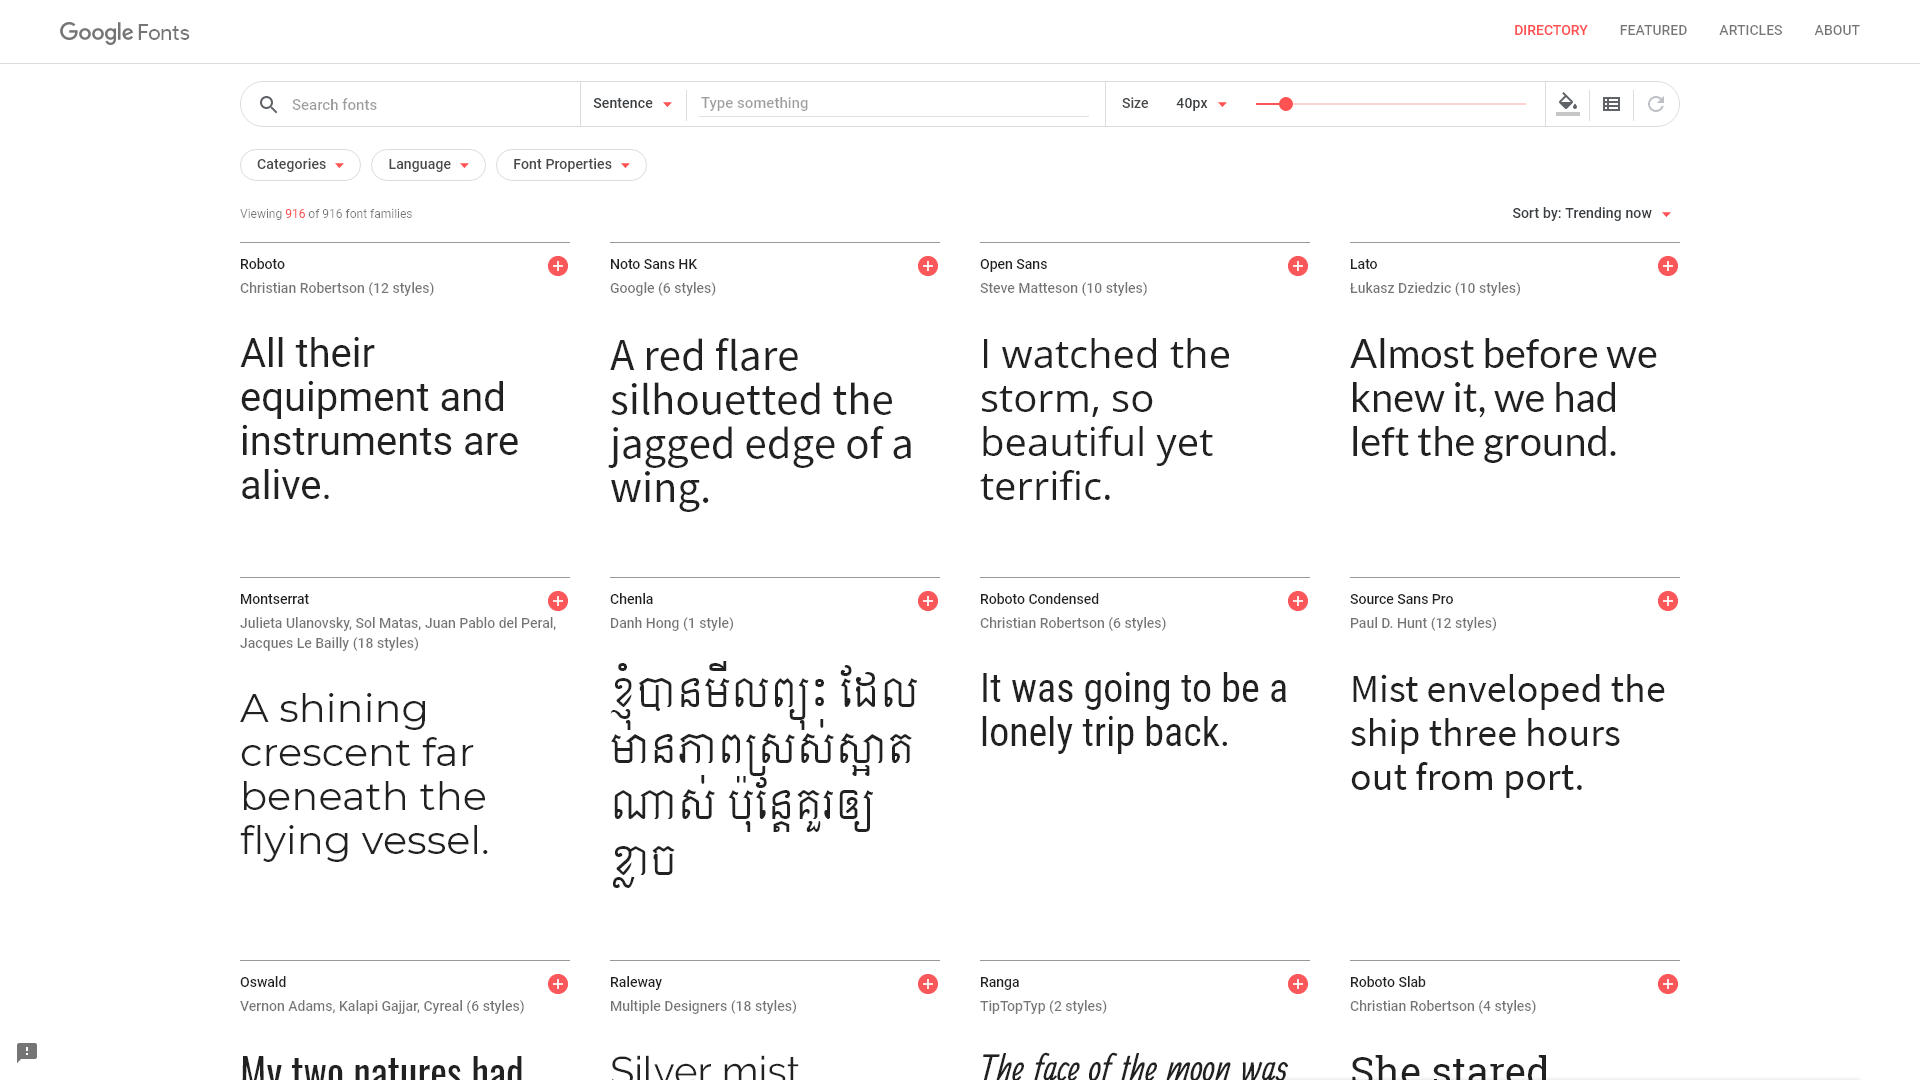 Google Fonts
DIRECTORY
FEATURED
ARTICLES
ABOUT
Search fonts
Sentence
Type something
Size
40px
Categories
Language
Font Properties
Viewing 916 of 916 font families
Sort by: Trending now
Roboto
Christian Robertson (12 styles)
All their
equipment and
instruments are
alive.
Noto Sans HK
Google (6 styles)
A red flare
silhouetted the
jagged edge of a
wing.
Open Sans
Steve Matteson (10 styles)
I watched the
storm, so
beautiful yet
terrific.
Lato
Łukasz Dziedzic (10 styles)
Almost before we
knew it, we had
left the ground.
Montserrat
Julieta Ulanovsky, Sol Matas, Juan Pablo del Peral,
Jacques Le Bailly (18 styles)
A shining
crescent far
beneath the
flying vessel.
Chenla
Danh Hong (1 style)
ខ្ញុំបានមើលព្យុះ ដែល
មានភាពស្រស់ស្អាត
ណាស់ ប៉ុន្តែគួរឲ្យ
ខ្លាច
Roboto Condensed
Christian Robertson (6 styles)
It was going to be a
lonely trip back.
Source Sans Pro
Paul D. Hunt (12 styles)
Mist enveloped the
ship three hours
out from port.
Oswald
Vernon Adams, Kalapi Gajjar, Cyreal (6 styles)
My two natures had
Raleway
Multiple Designers (18 styles)
Silver mist
Ranga
TipTopTyp (2 styles)
The face of the moon was
Roboto Slab
Christian Robertson (4 styles)
She stared